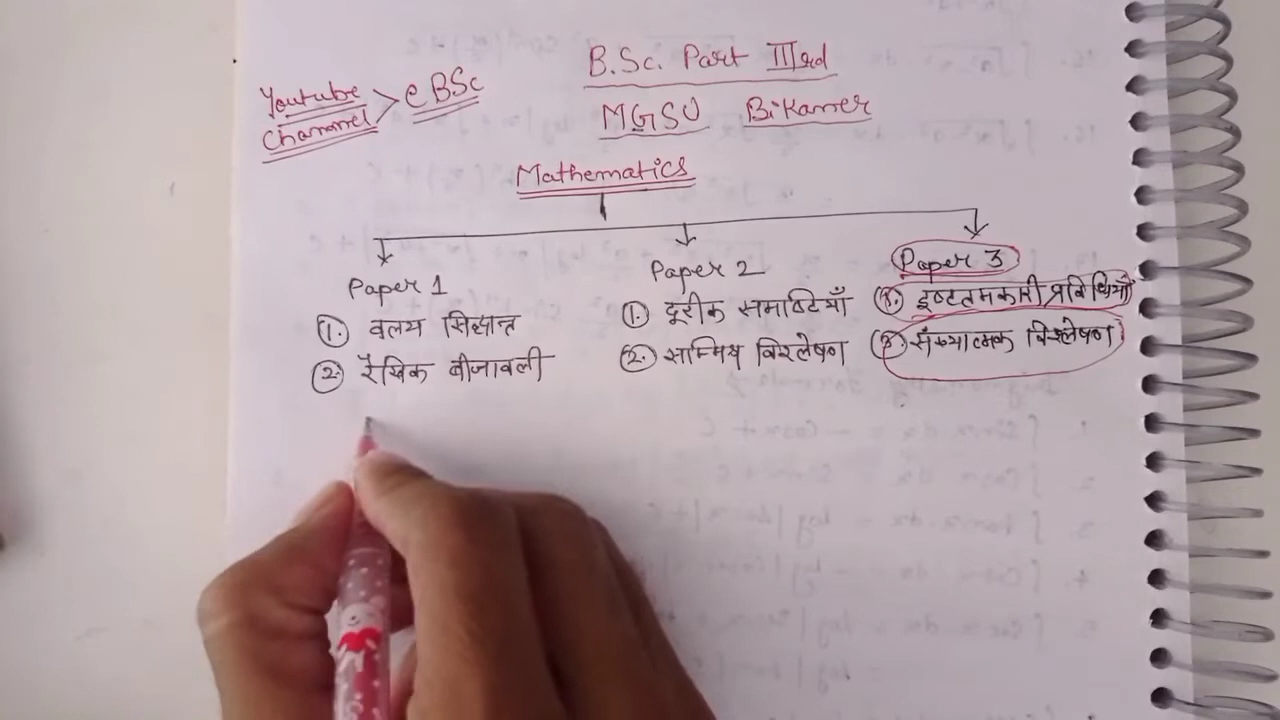 B.Sc. Part IIIrd
Youtube Channel > eBSc
MGSU Bikaner
Mathematics
Paper 1
1. वलय सिद्धान्त
2. रैखिक बीजावली
Paper 2
1. दूरीक समष्टियाँ
2. सम्मिश्र विश्लेषण
Paper 3
1. इष्टतमकारी प्रविधियाँ
2. संख्यात्मक विश्लेषण